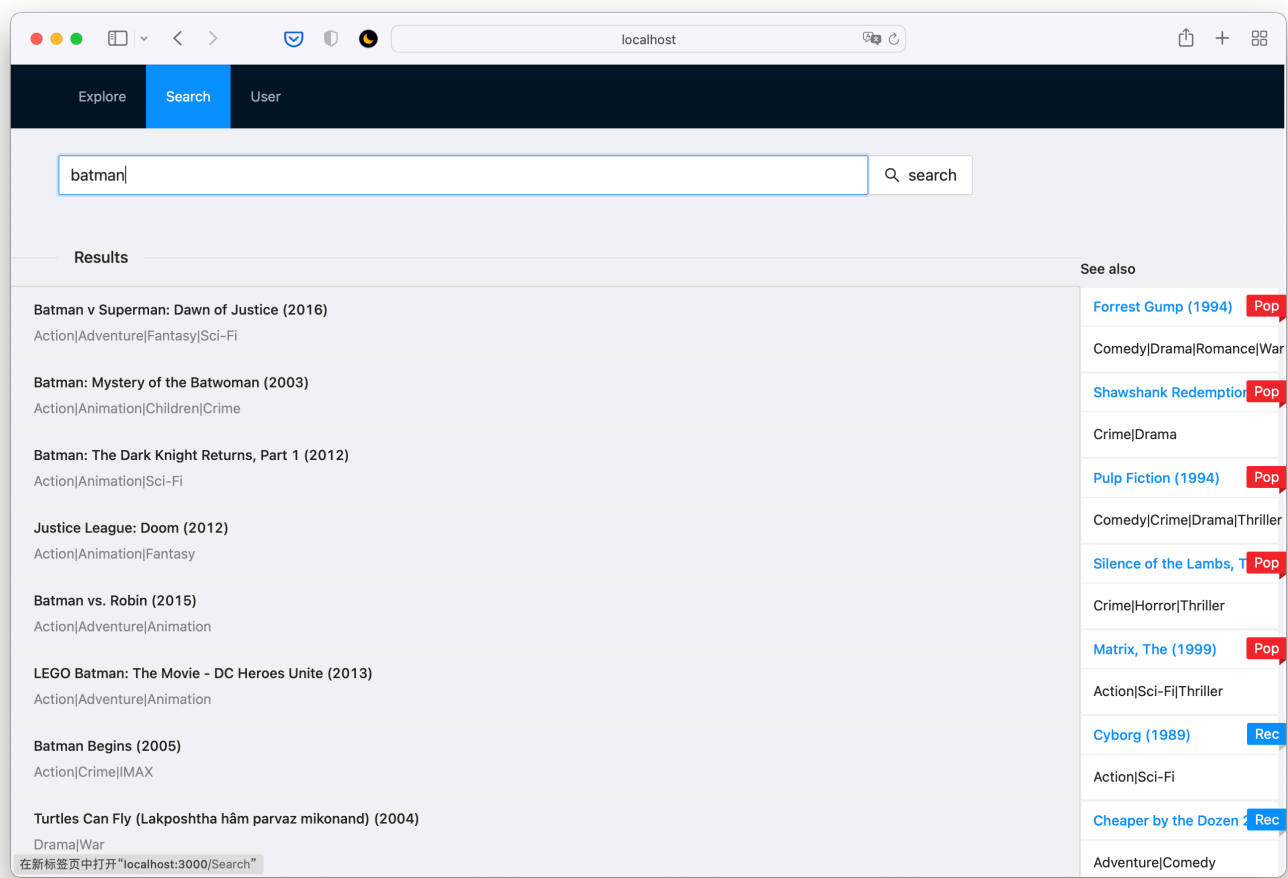 localhost
Explore Search User
batman
search
Results
Batman v Superman: Dawn of Justice (2016)
Action|Adventure|Fantasy|Sci-Fi
Batman: Mystery of the Batwoman (2003)
Action|Animation|Children|Crime
Batman: The Dark Knight Returns, Part 1 (2012)
Action|Animation|Sci-Fi
Justice League: Doom (2012)
Action|Animation|Fantasy
Batman vs. Robin (2015)
Action|Adventure|Animation
LEGO Batman: The Movie - DC Heroes Unite (2013)
Action|Adventure|Animation
Batman Begins (2005)
Action|Crime|IMAX
Turtles Can Fly (Lakposhtha hâm parvaz mikonand) (2004)
Drama|War
在新标签页中打开“localhost:3000/Search”
See also
Forrest Gump (1994) Pop
Comedy|Drama|Romance|War
Shawshank Redemption Pop
Crime|Drama
Pulp Fiction (1994) Pop
Comedy|Crime|Drama|Thriller
Silence of the Lambs, T Pop
Crime|Horror|Thriller
Matrix, The (1999) Pop
Action|Sci-Fi|Thriller
Cyborg (1989) Rec
Action|Sci-Fi
Cheaper by the Dozen 2 Rec
Adventure|Comedy